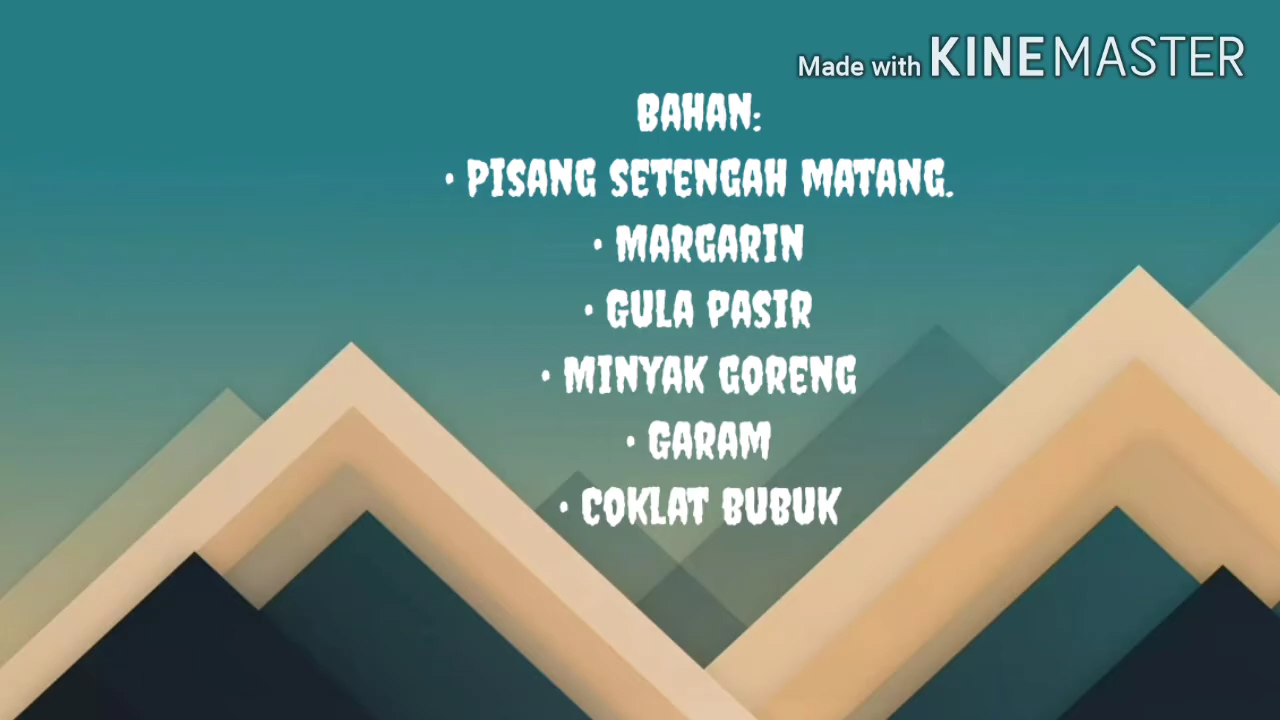 Made with KINEMASTER
BAHAN:
• PISANG SETENGAH MATANG.
• MARGARIN
• GULA PASIR
• MINYAK GORENG
• GARAM
• COKLAT BUBUK